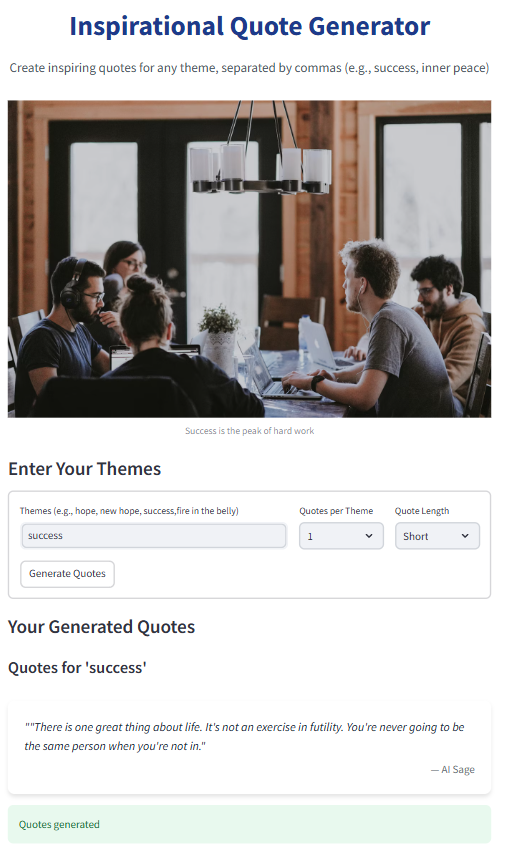 Inspirational Quote Generator
Create inspiring quotes for any theme, separated by commas (e.g., success, inner peace)
Success is the peak of hard work
Enter Your Themes
Themes (e.g., hope, new hope, success,fire in the belly)
success
Quotes per Theme
1
Quote Length
Short
Generate Quotes
Your Generated Quotes
Quotes for 'success'
""There is one great thing about life. It's not an exercise in futility. You're never going to be
the same person when you're not in."
— AI Sage
Quotes generated